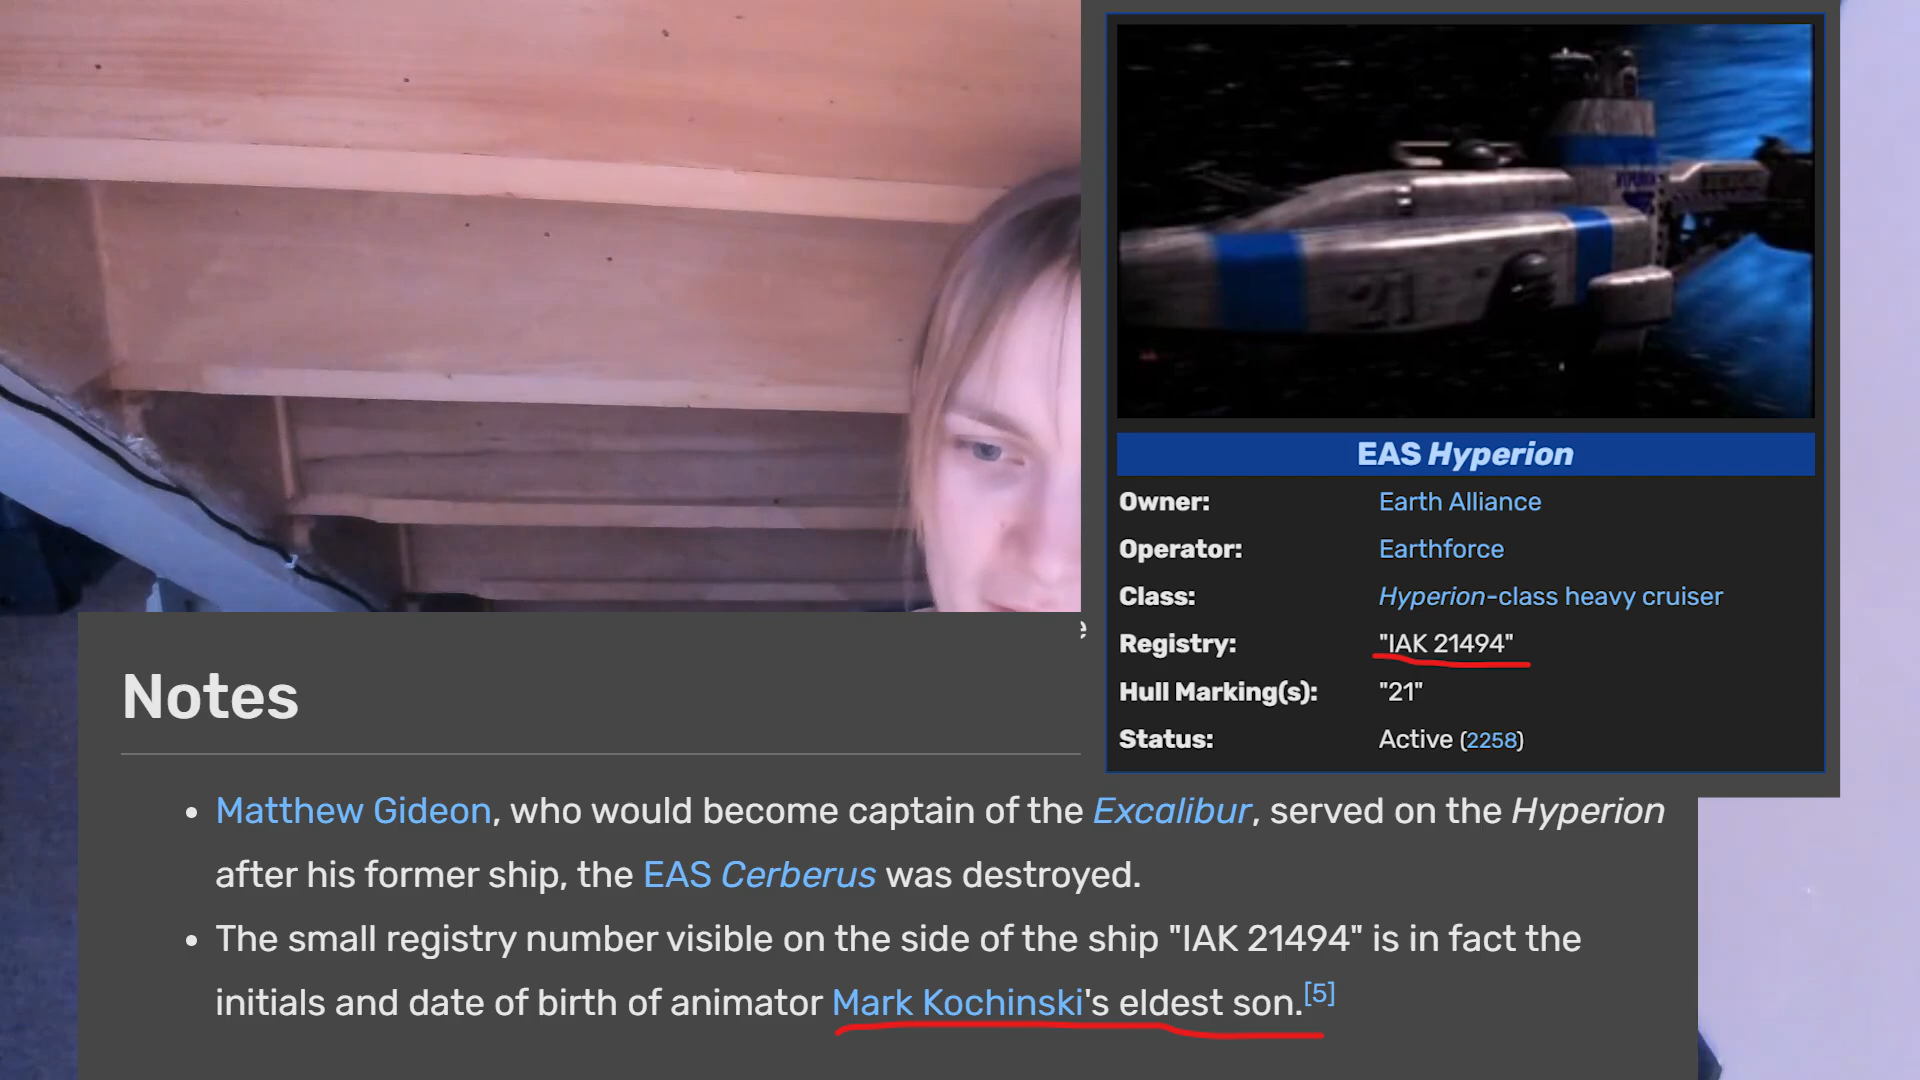 HYPERION
21
EAS Hyperion
Owner: Earth Alliance
Operator: Earthforce
Class: Hyperion-class heavy cruiser
Registry: "IAK 21494"
Hull Marking(s): "21"
Status: Active (2258)
e
Notes
• Matthew Gideon, who would become captain of the Excalibur, served on the Hyperion
after his former ship, the EAS Cerberus was destroyed.
• The small registry number visible on the side of the ship "IAK 21494" is in fact the
initials and date of birth of animator Mark Kochinski's eldest son.[5]